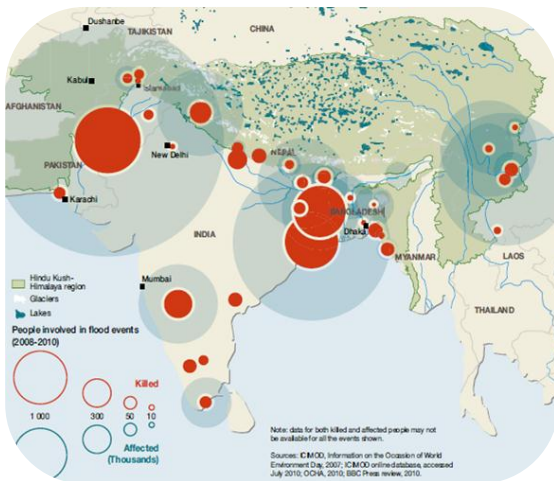 Dushanbe
TAJIKISTAN
CHINA
Kabul
Islamabad
AFGHANISTAN
New Delhi
PAKISTAN
NEPAL
Karachi
BANGLADESH
Dhaka
INDIA
MYANMAR
LAOS
Mumbai
THAILAND
Hindu Kush-
Himalaya region
Glaciers
Lakes
People involved in flood events
(2008-2010)
Killed
1 000
300
50
10
Affected
(Thousands)
Note: data for both killed and affected people may not
be available for all the events shown.
Sources: ICIMOD, Information on the Occasion of World
Environment Day, 2007; ICIMOD online database, accessed
July 2010; OCHA, 2010; BBC Press review, 2010.